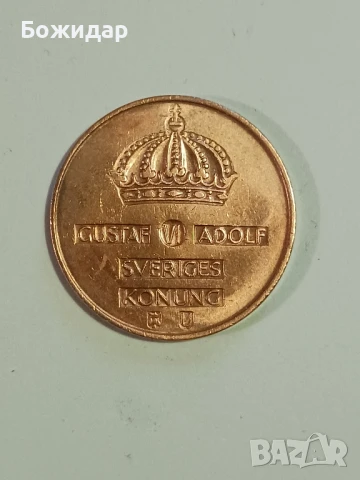 Божидар
GUSTAF VI ADOLF
SVERIGES
KONUNG
U
BAZAR